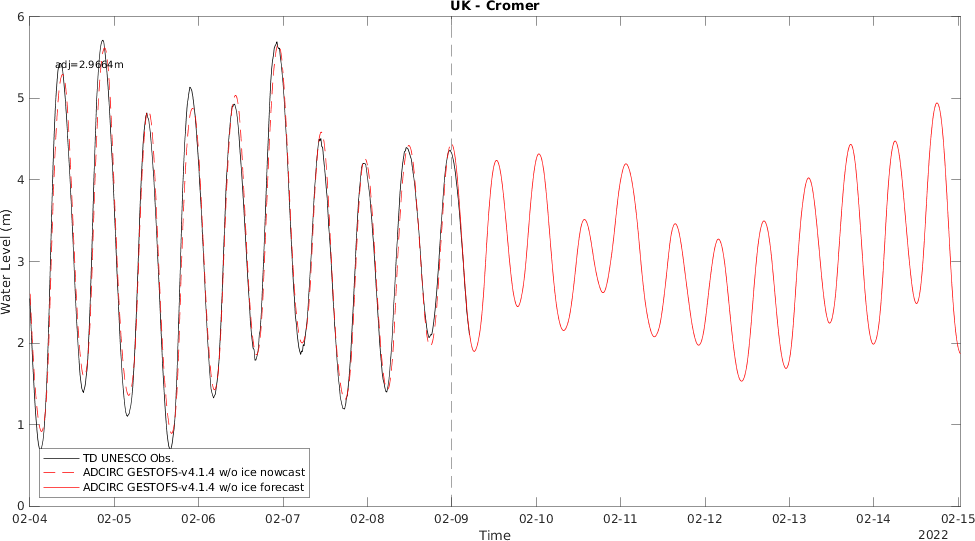 UK - Cromer
adj=2.9664m
6
5
4
3
2
1
0
Water Level (m)
TD UNESCO Obs.
ADCIRC GESTOFS-v4.1.4 w/o ice nowcast
ADCIRC GESTOFS-v4.1.4 w/o ice forecast
02-04 02-05 02-06 02-07 02-08 02-09 02-10 02-11 02-12 02-13 02-14 02-15
Time
2022